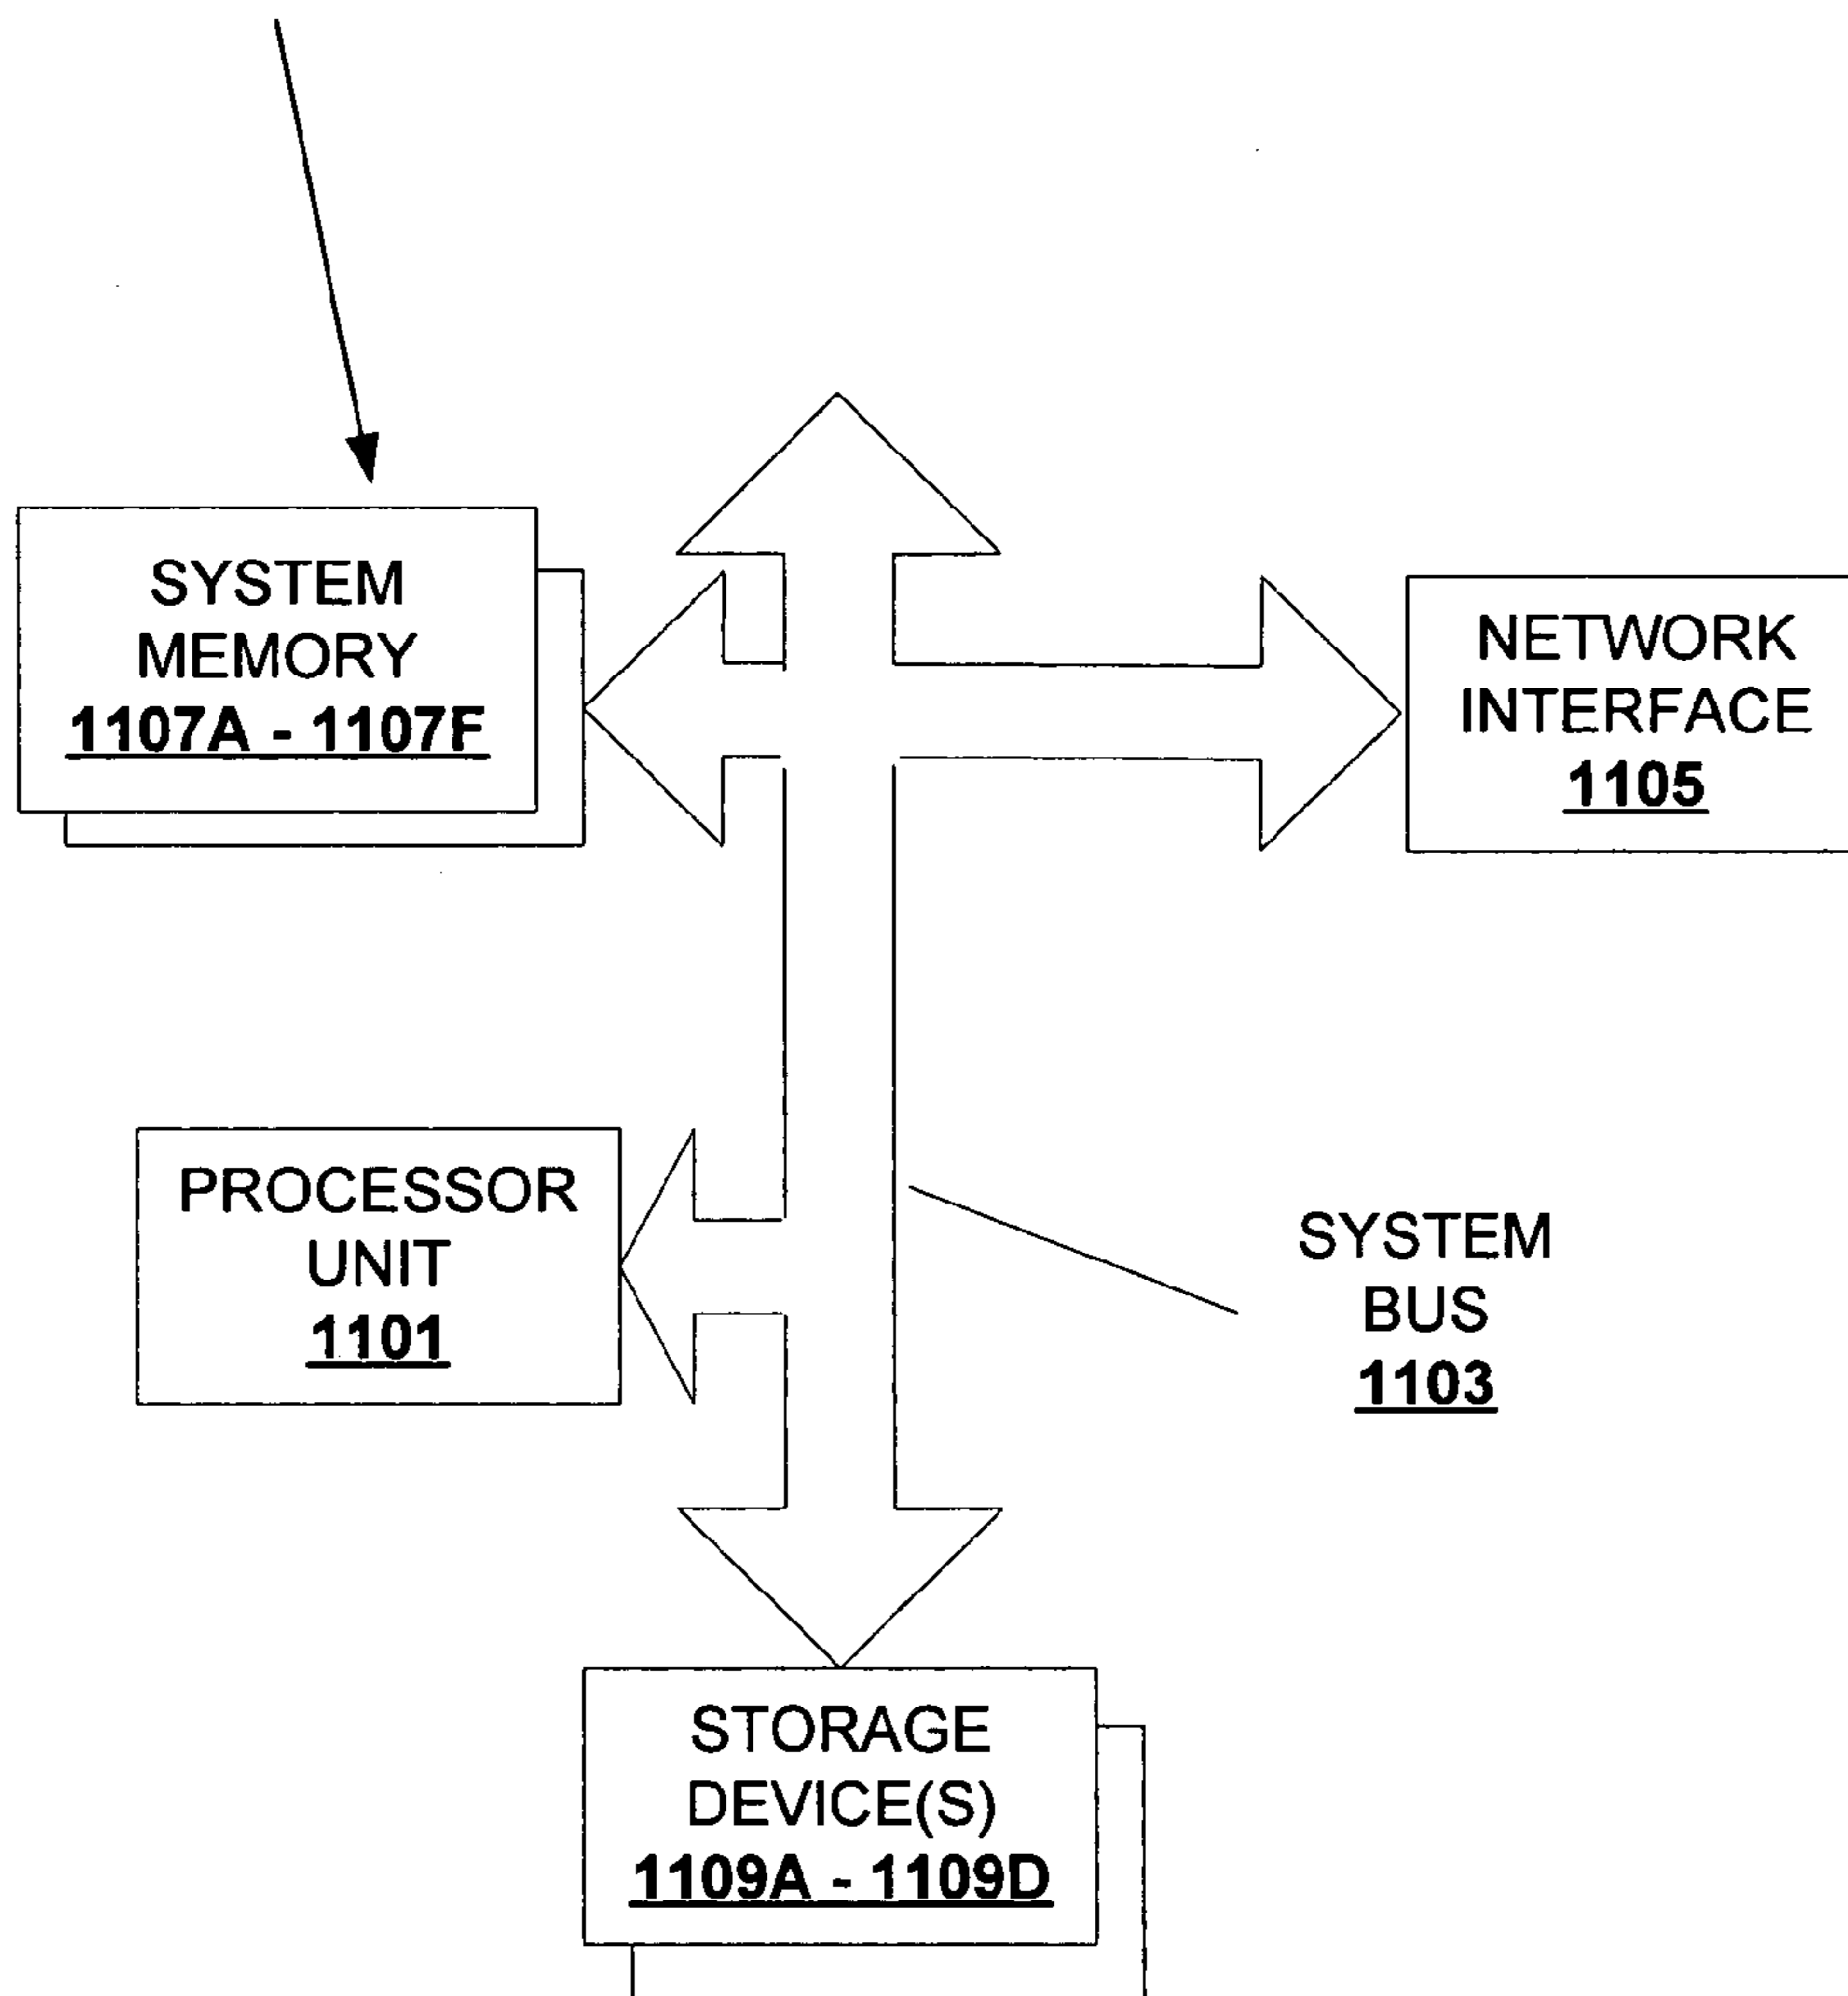 SYSTEM
MEMORY
1107A - 1107F
NETWORK
INTERFACE
1105
PROCESSOR
UNIT
1101
SYSTEM
BUS
1103
STORAGE
DEVICE(S)
1109A - 1109D